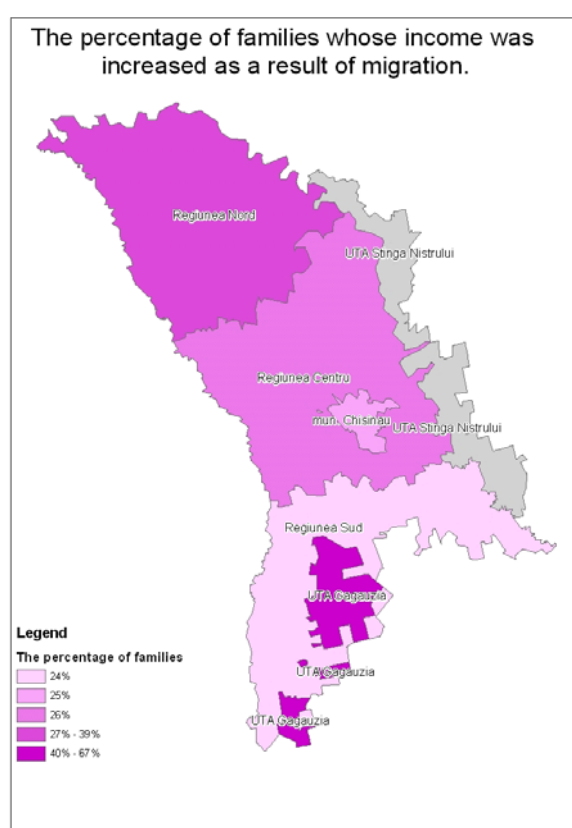 The percentage of families whose income was
increased as a result of migration.
Regiunea Nord
UTA Stinga Nistrului
Regiunea Centru
mun. Chisinau
UTA Stinga Nistrului
Regiunea Sud
UTA Gagauzia
UTA Gagauzia
UTA Gagauzia
Legend
The percentage of families
24%
25%
26%
27% - 39%
40% - 67%